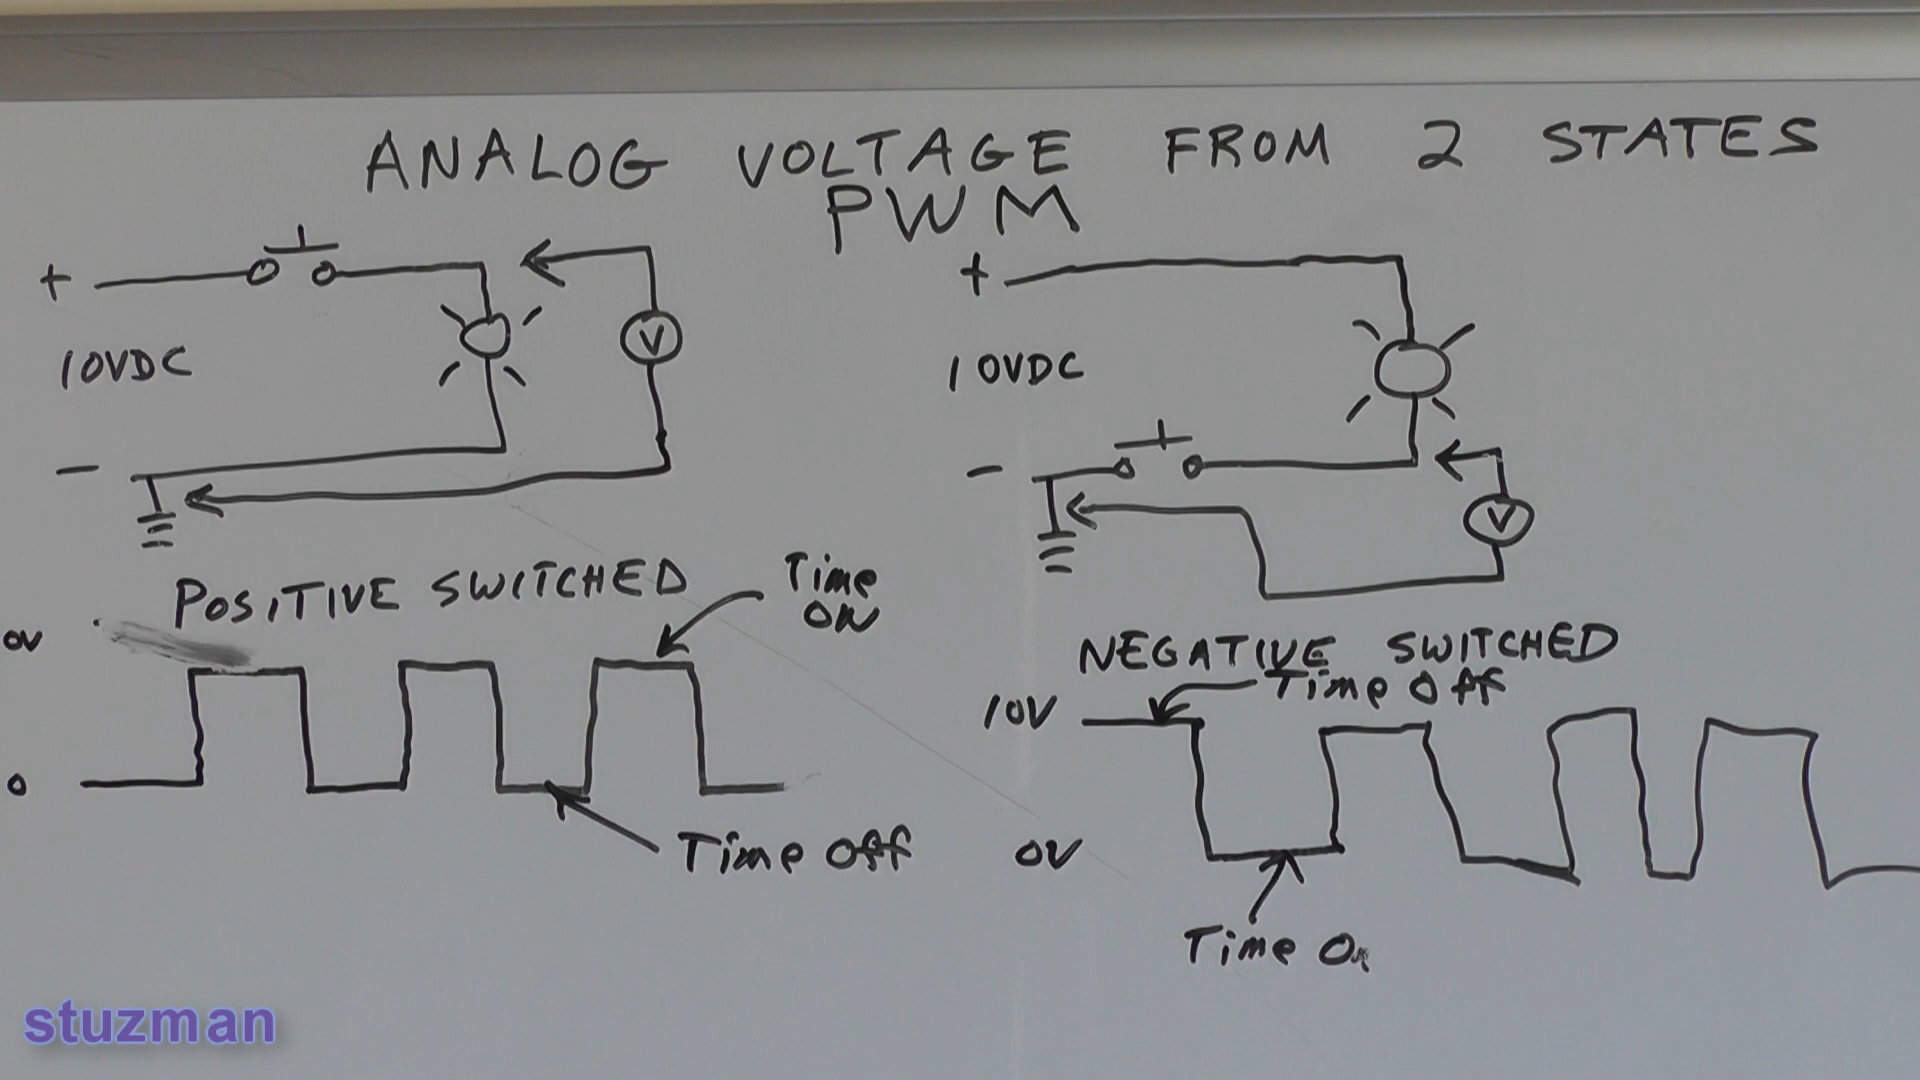 ANALOG VOLTAGE FROM 2 STATES
PWM
+
10VDC
V
-
POSITIVE SWITCHED
Time
ON
0V
0
Time Off
+
10VDC
-
V
NEGATIVE SWITCHED
Time Off
10V
0V
Time On
stuzman